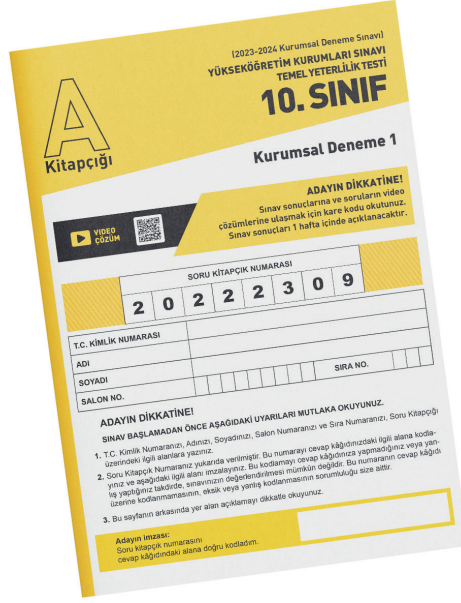 (2023-2024 Kurumsal Deneme Sınavı)
YÜKSEKÖĞRETİM KURUMLARI SINAVI
TEMEL YETERLİLİK TESTİ
10. SINIF
A
Kitapçığı
Kurumsal Deneme 1
ADAYIN DİKKATİNE!
Sınav sonuçlarına ve soruların video
çözümlerine ulaşmak için kare kodu okutunuz.
Sınav sonuçları 1 hafta içinde açıklanacaktır.
VIDEO
ÇÖZÜM
SORU KİTAPÇIK NUMARASI
2 0 2 2 2 3 0 9
T.C. KİMLİK NUMARASI
ADI
SOYADI
SALON NO.
SIRA NO.
ADAYIN DİKKATİNE!
SINAV BAŞLAMADAN ÖNCE AŞAĞIDAKİ UYARILARI MUTLAKA OKUYUNUZ.
1. T.C. Kimlik Numaranızı, Adınızı, Soyadınızı, Salon Numaranızı ve Sıra Numaranızı, Soru Kitapçığı
üzerindeki ilgili alanlara yazınız.
2. Soru Kitapçık Numaranız yukarıda verilmiştir. Bu numarayı cevap kâğıdınızdaki ilgili alana kodla-
yınız ve aşağıdaki ilgili alanı imzalayınız. Bu kodlamayı cevap kâğıdınıza yapmadığınız veya yan-
lış yaptığınız takdirde, sınavınızın değerlendirilmesi mümkün değildir. Bu numaranın cevap kâğıdı
üzerine kodlanmamasının, eksik veya yanlış kodlanmasının sorumluluğu size aittir.
3. Bu sayfanın arkasında yer alan açıklamayı dikkatle okuyunuz.
Adayın imzası:
Soru kitapçık numarasını
cevap kâğıdındaki alana doğru kodladım.